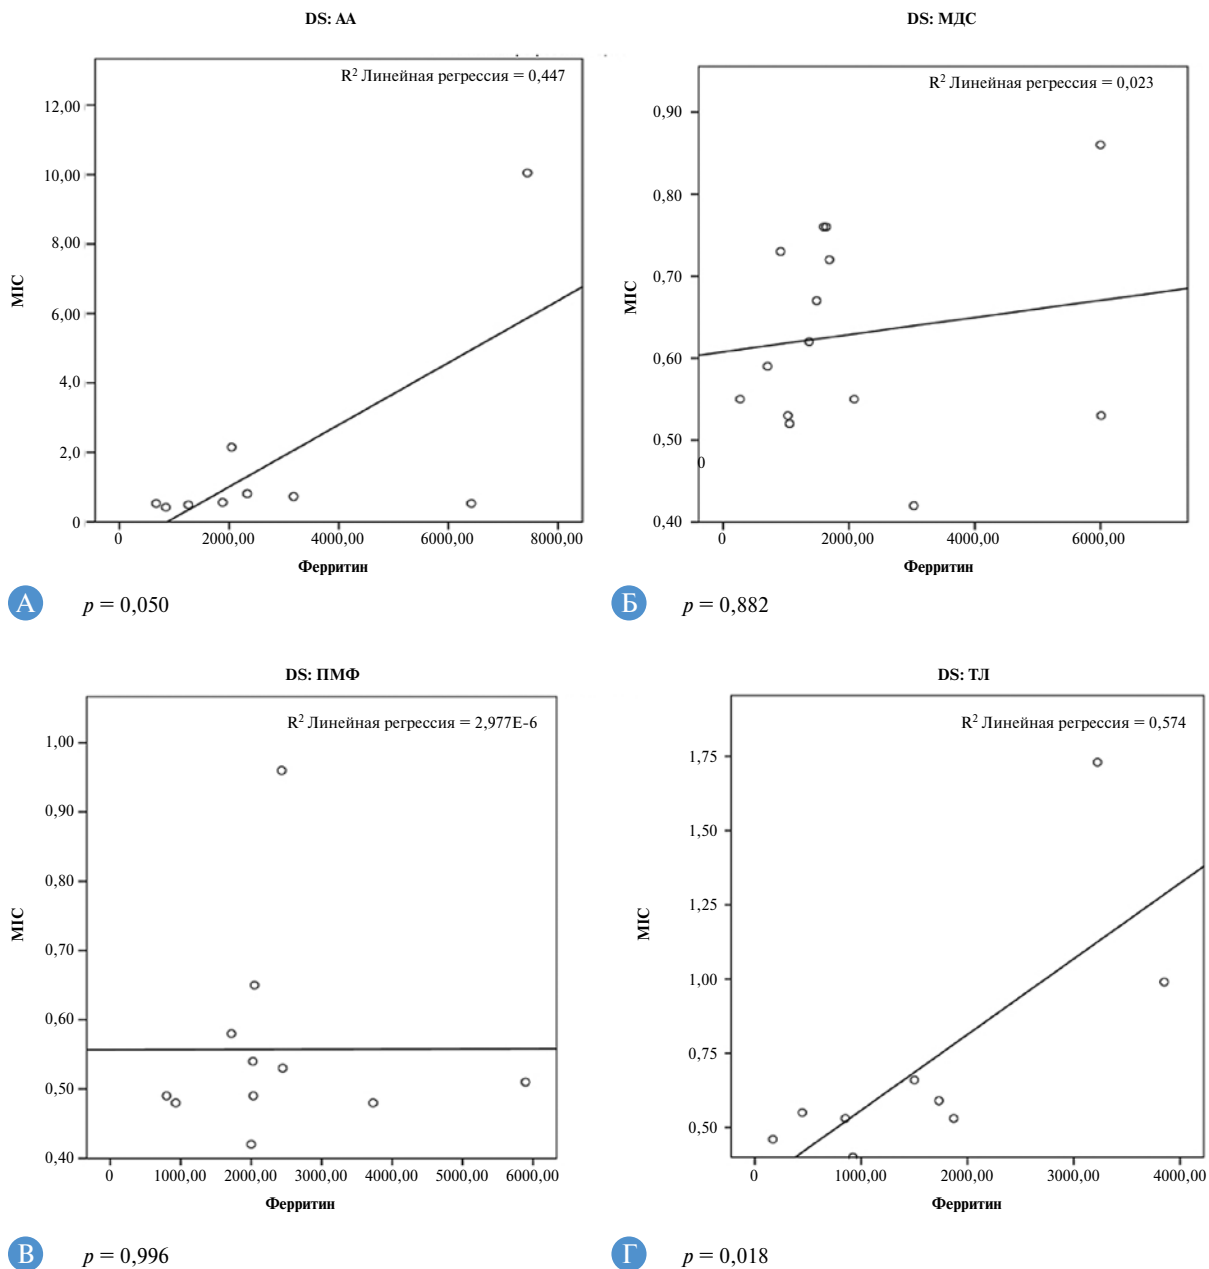 DS: АА
R² Линейная регрессия = 0,447
12,00
10,00
8,00
6,00
4,0
2,0
0
MIC
0
2000,00
4000,00
6000,00
8000,00
Ферритин
А
p = 0,050
DS: МДС
R² Линейная регрессия = 0,023
0,90
0,80
0,70
0,60
0,50
0
0,40
MIC
0
2000,00
4000,00
6000,00
Ферритин
Б
p = 0,882
DS: ПМФ
R² Линейная регрессия = 2,977E-6
1,00
0,90
0,80
0,70
0,60
0,50
0,40
MIC
0
1000,00
2000,00
3000,00
4000,00
5000,00
6000,00
Ферритин
В
p = 0,996
DS: ТЛ
R² Линейная регрессия = 0,574
1,75
1,50
1,25
1,00
0,75
0,50
MIC
0
1000,00
2000,00
3000,00
4000,00
Ферритин
Г
p = 0,018